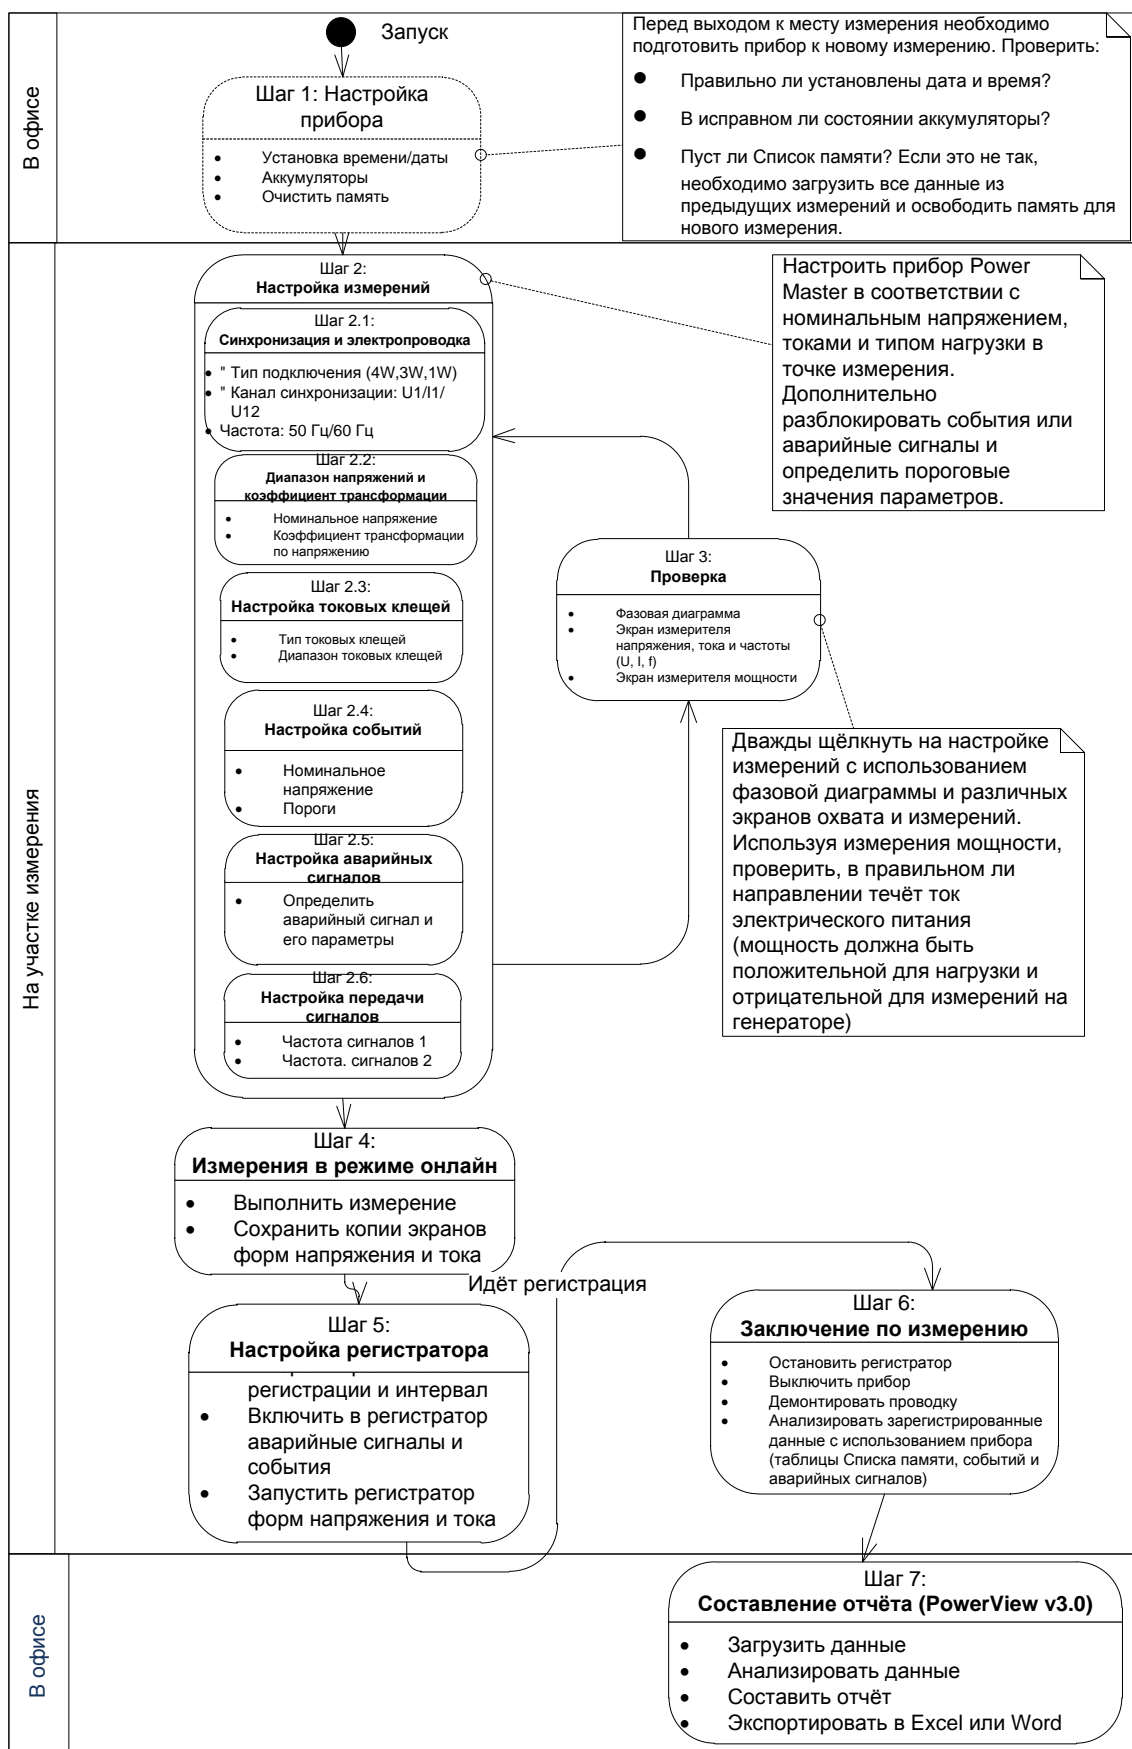 В офисе
Запуск
Шаг 1: Настройка
прибора
• Установка времени/даты
• Аккумуляторы
• Очистить память
Перед выходом к месту измерения необходимо
подготовить прибор к новому измерению. Проверить:
● Правильно ли установлены дата и время?
● В исправном ли состоянии аккумуляторы?
● Пуст ли Список памяти? Если это не так,
необходимо загрузить все данные из
предыдущих измерений и освободить память для
нового измерения.
На участке измерения
Шаг 2:
Настройка измерений
Шаг 2.1:
Синхронизация и электропроводка
• " Тип подключения (4W,3W,1W)
• " Канал синхронизации: U1/I1/
U12
• Частота: 50 Гц/60 Гц
Шаг 2.2:
Диапазон напряжений и
коэффициент трансформации
• Номинальное напряжение
• Коэффициент трансформации
по напряжению
Шаг 2.3:
Настройка токовых клещей
• Тип токовых клещей
• Диапазон токовых клещей
Шаг 2.4:
Настройка событий
• Номинальное
напряжение
• Пороги
Шаг 2.5:
Настройка аварийных
сигналов
• Определить
аварийный сигнал и
его параметры
Шаг 2.6:
Настройка передачи
сигналов
• Частота сигналов 1
• Частота. сигналов 2
Настроить прибор Power
Master в соответствии с
номинальным напряжением,
токами и типом нагрузки в
точке измерения.
Дополнительно
разблокировать события или
аварийные сигналы и
определить пороговые
значения параметров.
Шаг 3:
Проверка
• Фазовая диаграмма
• Экран измерителя
напряжения, тока и частоты
(U, I, f)
• Экран измерителя мощности
Дважды щёлкнуть на настройке
измерений с использованием
фазовой диаграммы и различных
экранов охвата и измерений.
Используя измерения мощности,
проверить, в правильном ли
направлении течёт ток
электрического питания
(мощность должна быть
положительной для нагрузки и
отрицательной для измерений на
генераторе)
Шаг 4:
Измерения в режиме онлайн
• Выполнить измерение
• Сохранить копии экранов
форм напряжения и тока
Идёт регистрация
Шаг 5:
Настройка регистратора
регистрации и интервал
• Включить в регистратор
аварийные сигналы и
события
• Запустить регистратор
форм напряжения и тока
Шаг 6:
Заключение по измерению
• Остановить регистратор
• Выключить прибор
• Демонтировать проводку
• Анализировать зарегистрированные
данные с использованием прибора
(таблицы Списка памяти, событий и
аварийных сигналов)
В офисе
Шаг 7:
Составление отчёта (PowerView v3.0)
• Загрузить данные
• Анализировать данные
• Составить отчёт
• Экспортировать в Excel или Word